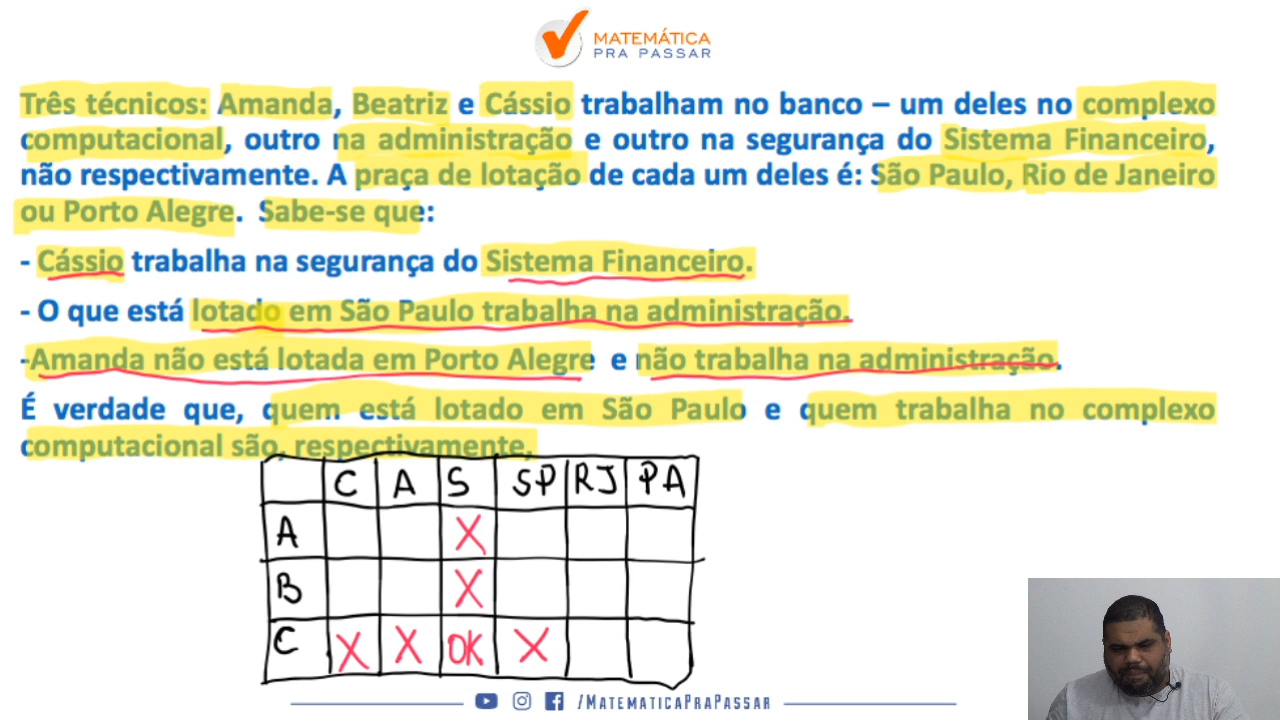 MATEMÁTICA
PRA PASSAR
Três técnicos: Amanda, Beatriz e Cássio trabalham no banco – um deles no complexo
computacional, outro na administração e outro na segurança do Sistema Financeiro,
não respectivamente. A praça de lotação de cada um deles é: São Paulo, Rio de Janeiro
ou Porto Alegre. Sabe-se que:
- Cássio trabalha na segurança do Sistema Financeiro.
- O que está lotado em São Paulo trabalha na administração.
-Amanda não está lotada em Porto Alegre e não trabalha na administração.
É verdade que, quem está lotado em São Paulo e quem trabalha no complexo
computacional são, respectivamente,
C A S SP RJ PA
A X
B X
C X X OK X
/MatematicaPraPassar